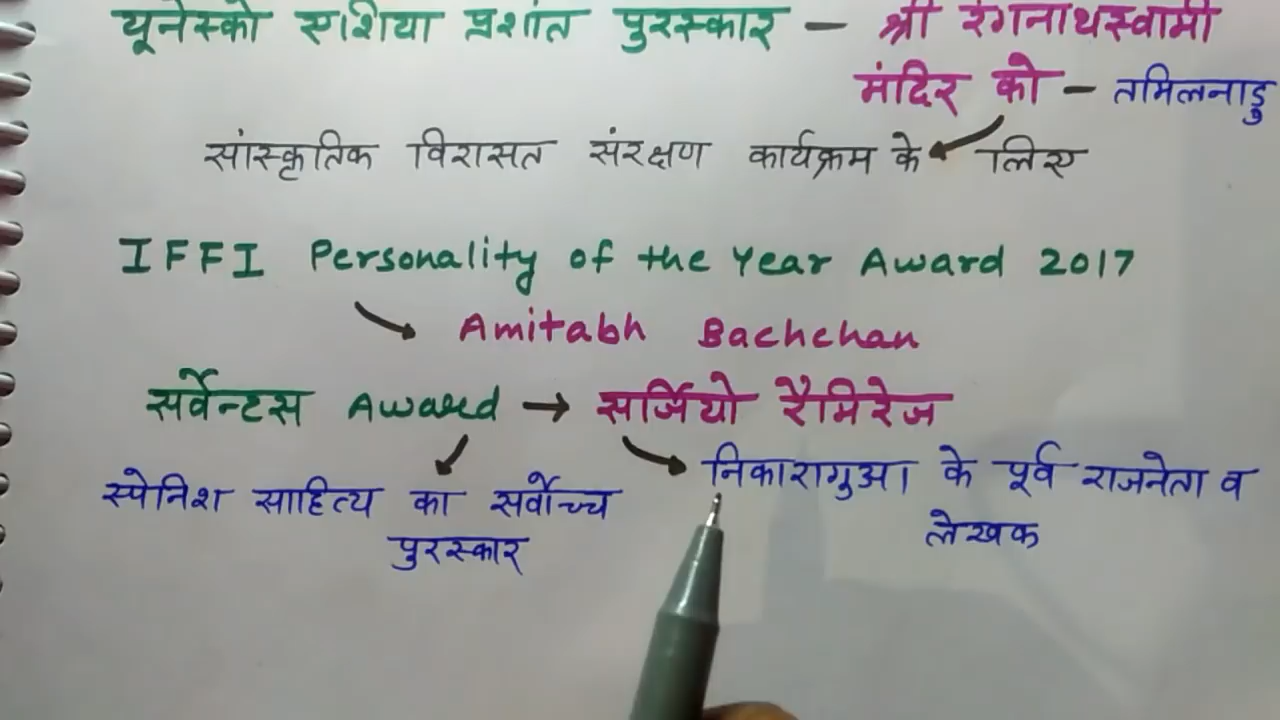 यूनेस्को एशिया प्रशांत पुरस्कार – श्री रंगनाथस्वामी
मंदिर को – तमिलनाडु
सांस्कृतिक विरासत संरक्षण कार्यक्रम के लिए
IFFI Personality of the Year Award 2017
Amitabh Bachchan
सर्वेन्टस Award → सर्जियो रैमिरेज
निकारागुआ के पूर्व राजनेता व
लेखक
स्पेनिश साहित्य का सर्वोच्च
पुरस्कार